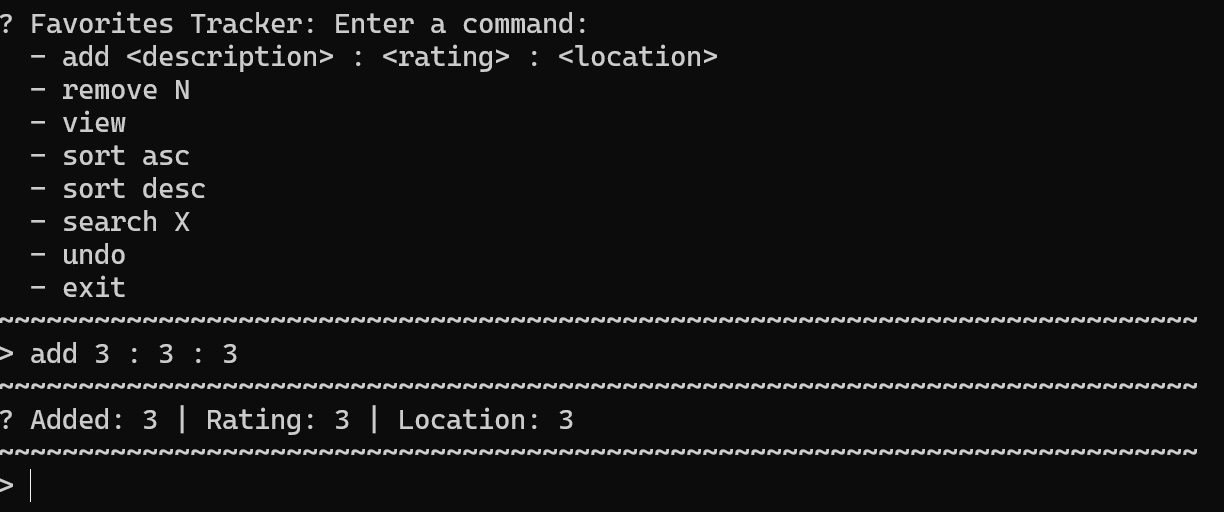 ? Favorites Tracker: Enter a command:
  - add <description> : <rating> : <location>
  - remove N
  - view
  - sort asc
  - sort desc
  - search X
  - undo
  - exit
~~~~~~~~~~~~~~~~~~~~~~~~~~~~~~~~~~~~~~~~~~~~~~~~~~~~~~~~~~~~~~~~~~~~~~~~~~~
> add 3 : 3 : 3
~~~~~~~~~~~~~~~~~~~~~~~~~~~~~~~~~~~~~~~~~~~~~~~~~~~~~~~~~~~~~~~~~~~~~~~~~~~
? Added: 3 | Rating: 3 | Location: 3
~~~~~~~~~~~~~~~~~~~~~~~~~~~~~~~~~~~~~~~~~~~~~~~~~~~~~~~~~~~~~~~~~~~~~~~~~~~
>